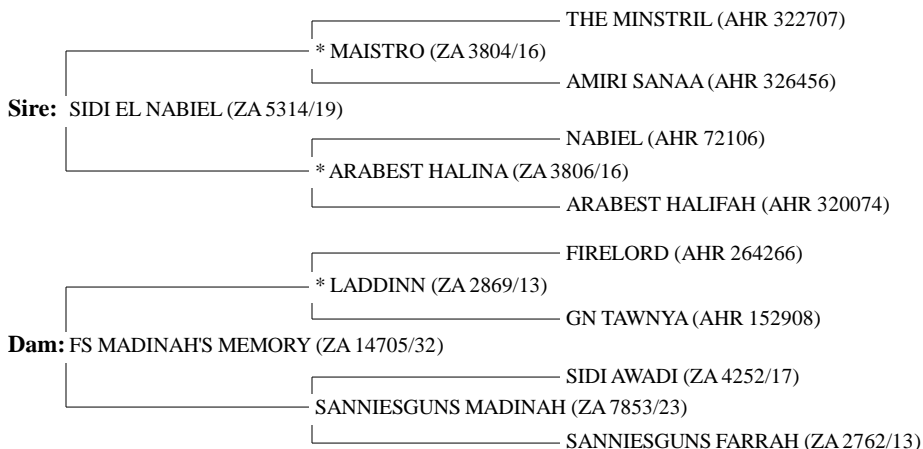 THE MINSTRIL (AHR 322707)
* MAISTRO (ZA 3804/16)
AMIRI SANAA (AHR 326456)
Sire: SIDI EL NABIEL (ZA 5314/19)
NABIEL (AHR 72106)
* ARABEST HALINA (ZA 3806/16)
ARABEST HALIFAH (AHR 320074)
FIRELORD (AHR 264266)
* LADDINN (ZA 2869/13)
GN TAWNYA (AHR 152908)
Dam: FS MADINAH'S MEMORY (ZA 14705/32)
SIDI AWADI (ZA 4252/17)
SANNIESGUNS MADINAH (ZA 7853/23)
SANNIESGUNS FARRAH (ZA 2762/13)